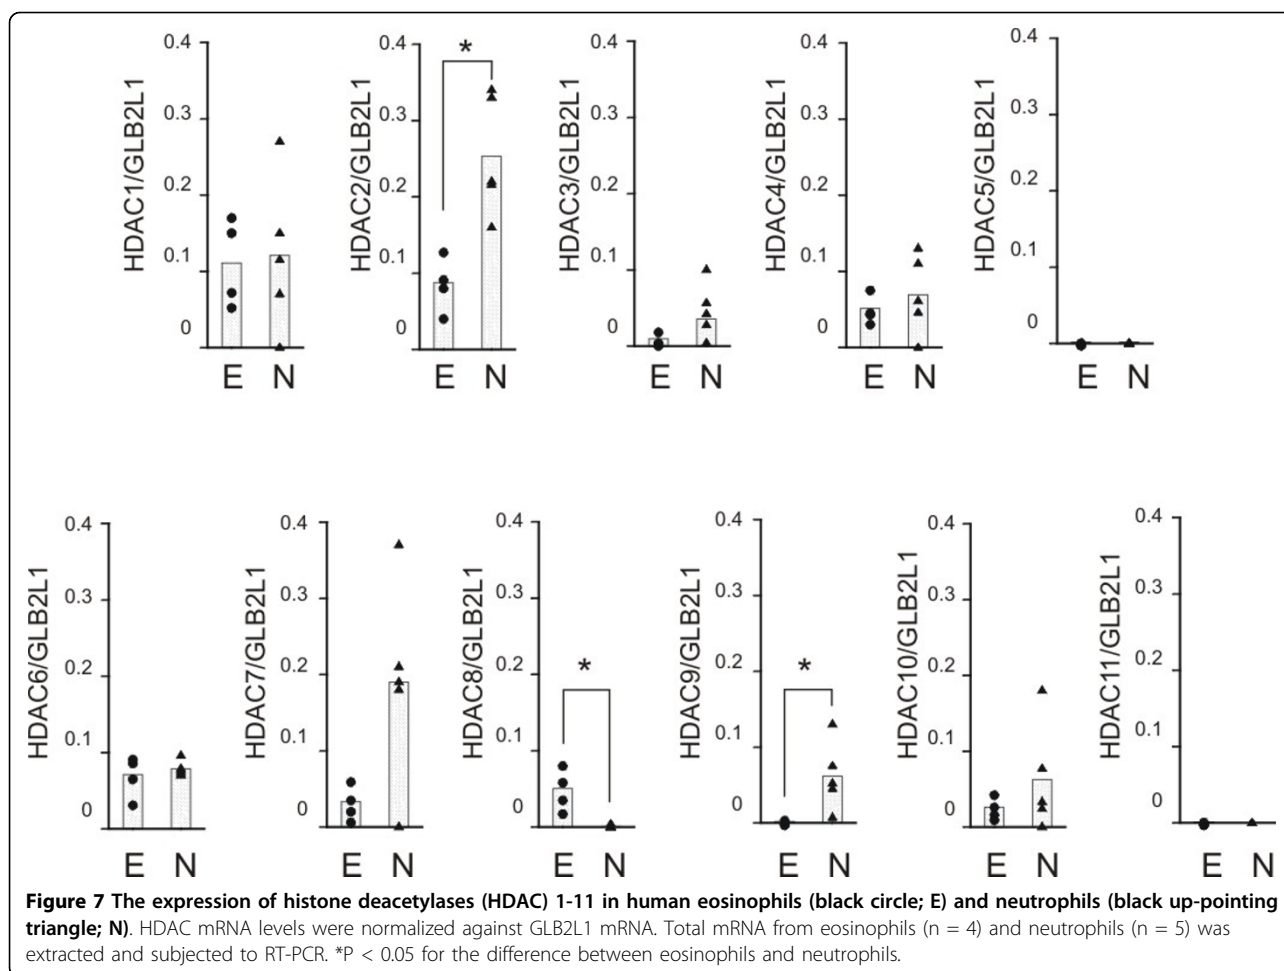 0.4
0.3
0.2
0.1
0
HDAC1/GLB2L1
E N
0.4
0.3
0.2
0.1
0
HDAC2/GLB2L1
*
E N
0.4
0.3
0.2
0.1
0
HDAC3/GLB2L1
E N
0.4
0.3
0.2
0.1
0
HDAC4/GLB2L1
E N
0.4
0.3
0.2
0.1
0
HDAC5/GLB2L1
E N
0.4
0.3
0.2
0.1
0
HDAC6/GLB2L1
E N
0.4
0.3
0.2
0.1
0
HDAC7/GLB2L1
E N
0.4
0.3
0.2
0.1
0
HDAC8/GLB2L1
*
E N
0.4
0.3
0.2
0.1
0
HDAC9/GLB2L1
*
E N
0.4
0.3
0.2
0.1
0
HDAC10/GLB2L1
E N
0.4
0.3
0.2
0.1
0
HDAC11/GLB2L1
E N
Figure 7 The expression of histone deacetylases (HDAC) 1-11 in human eosinophils (black circle; E) and neutrophils (black up-pointing
triangle; N). HDAC mRNA levels were normalized against GLB2L1 mRNA. Total mRNA from eosinophils (n = 4) and neutrophils (n = 5) was
extracted and subjected to RT-PCR. *P < 0.05 for the difference between eosinophils and neutrophils.